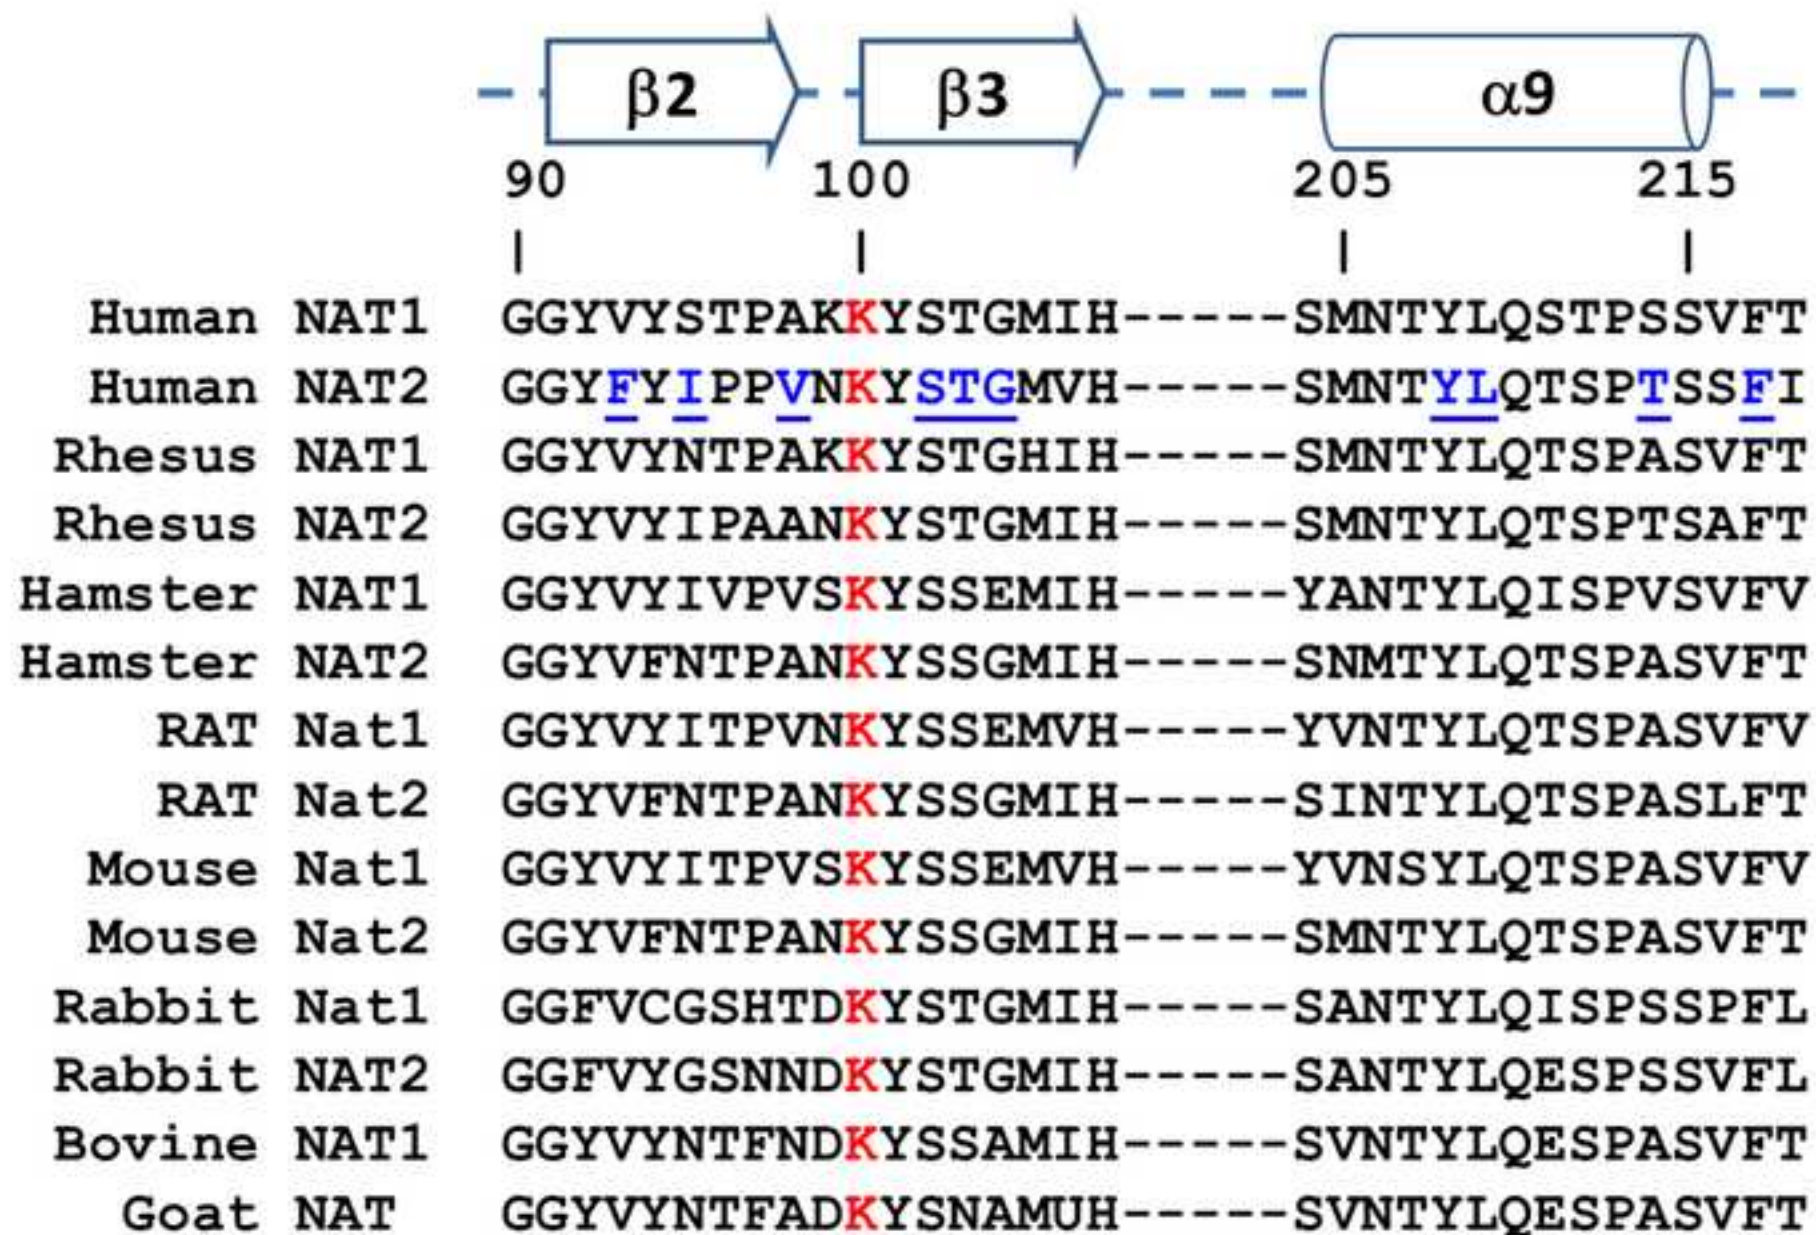 β2 β3 α9
90 100 205 215
Human NAT1 GGYVYSTPAKKYSTGMIH-----SMNTYLQSTPSSVFT
Human NAT2 GGYFYIPPVNKYSTGMVH-----SMNTYLQTSPTSSFI
Rhesus NAT1 GGYVYNTPAKKYSTGHIH-----SMNTYLQTSPASVFT
Rhesus NAT2 GGYVYIPAANKYSTGMIH-----SMNTYLQTSPTSAFT
Hamster NAT1 GGYVYIVPVSKYSSEMIH-----YANTYLQISPVSVFV
Hamster NAT2 GGYVFNTPANKYSSGMIH-----SNMTYLQTSPASVFT
RAT Nat1 GGYVYITPVNKYSSEMVH-----YVNTYLQTSPASVFV
RAT Nat2 GGYVFNTPANKYSSGMIH-----SINTYLQTSPASLFT
Mouse Nat1 GGYVYITPVSKYSSEMVH-----YVNSYLQTSPASVFV
Mouse Nat2 GGYVFNTPANKYSSGMIH-----SMNTYLQTSPASVFT
Rabbit Nat1 GGFVCGSHTDKYSTGMIH-----SANTYLQISPSSPFL
Rabbit NAT2 GGFVYGSNNDKYSTGMIH-----SANTYLQESPSSVFL
Bovine NAT1 GGYVYNTFNDKYSSAMIH-----SVNTYLQESPASVFT
Goat NAT GGYVYNTFADKYSNAMUH-----SVNTYLQESPASVFT